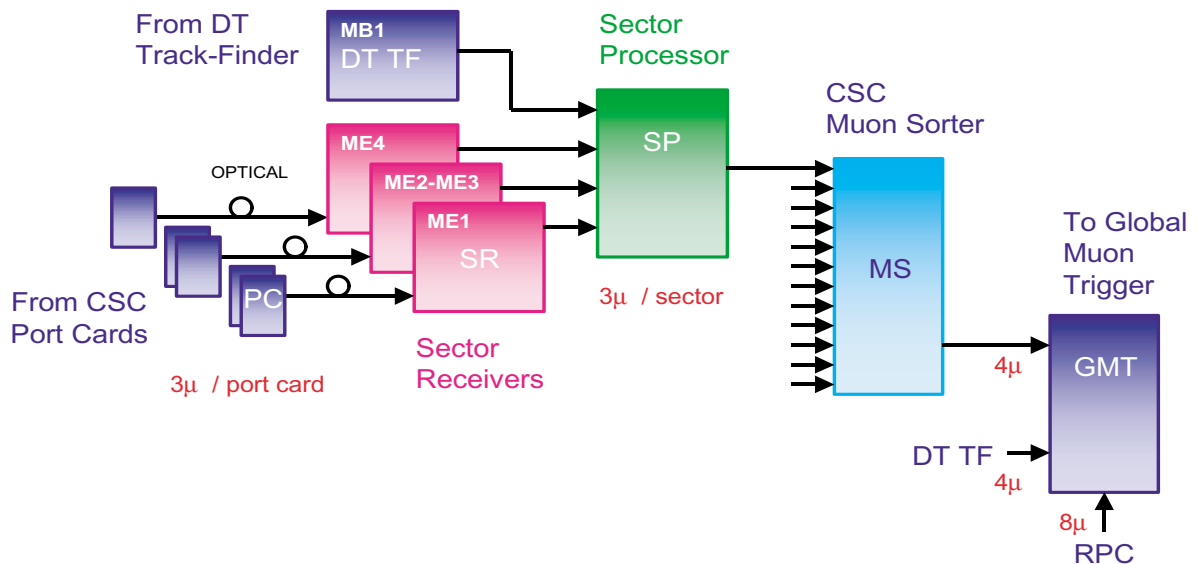 From DT
Track-Finder
MB1
DT TF
Sector
Processor
CSC
Muon Sorter
ME4
SP
OPTICAL
ME2-ME3
ME1
SR
To Global
Muon
Trigger
MS
From CSC
Port Cards
PC
3μ / sector
Sector
Receivers
3μ / port card
4μ
GMT
DT TF
4μ
8μ
RPC